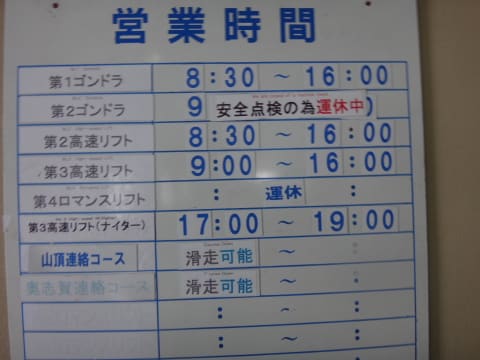 営業時間
第1ゴンドラ 8:30 ～ 16:00
第2ゴンドラ 9 安全点検の為運休中)
第2高速リフト 8:30 ～ 16:00
第3高速リフト 9:00 ～ 16:00
第4ロマンスリフト : 運休 :
第3高速リフト(ナイター) 17:00 ～ 19:00
山頂連絡コース 滑走可能 ～ :
奥志賀連絡コース 滑走可能 ～ :
: ～ :
: ～ :